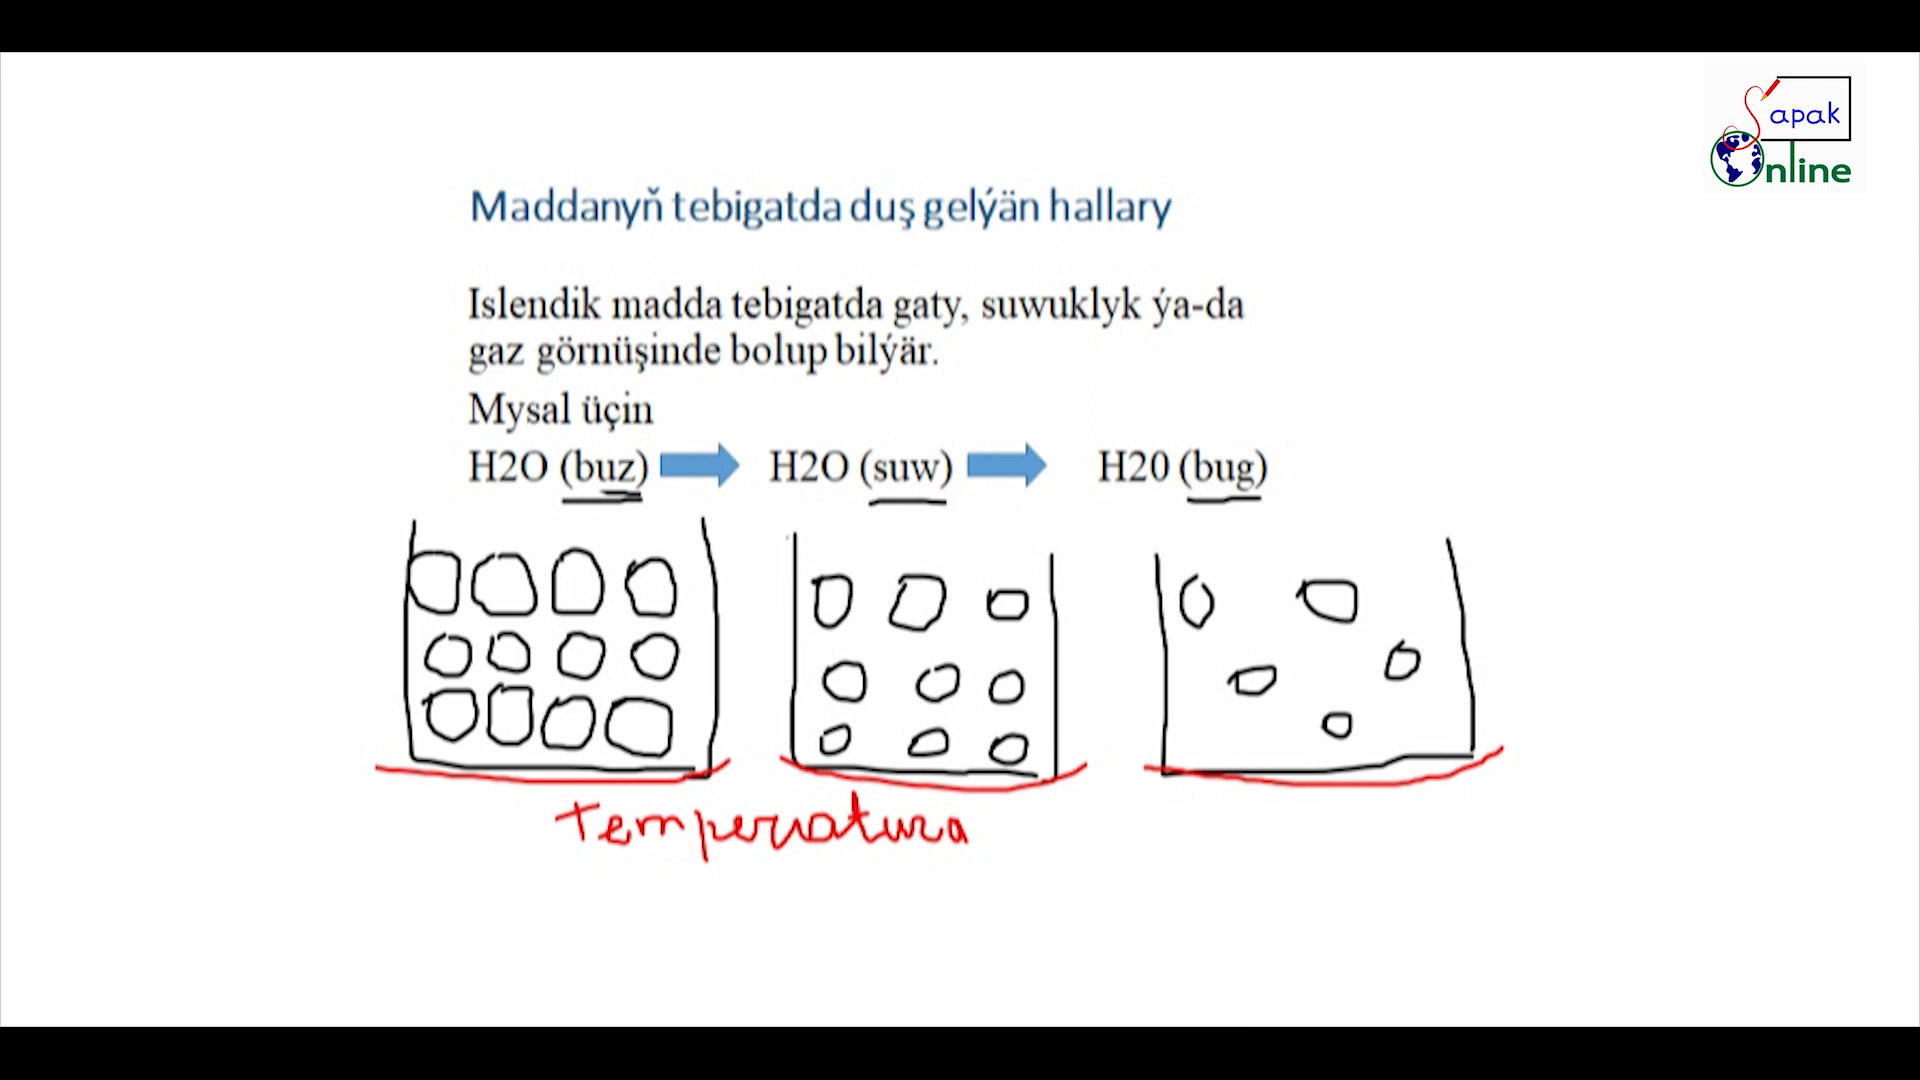 Sapak
Online
Maddanyň tebigatda duş gelýän hallary
Islendik madda tebigatda gaty, suwuklyk ýa-da
gaz görnüşinde bolup bilýär.
Mysal üçin
H2O (buz) H2O (suw) H20 (bug)
Temperatura